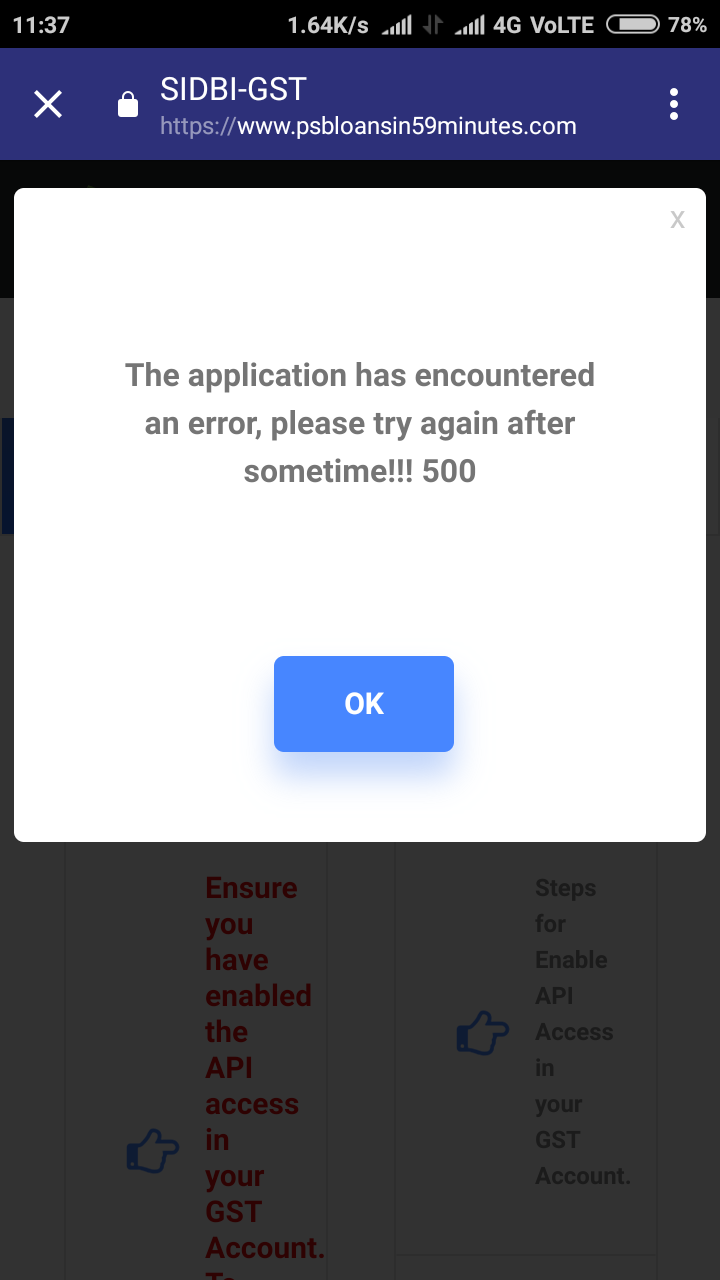 11:37 1.64K/s 4G VoLTE 78%
SIDBI-GST
https://www.psbloansin59minutes.com
X
The application has encountered
an error, please try again after
sometime!!! 500
OK
Ensure
you
have
enabled
the
API
access
in
your
GST
Account.
Steps
for
Enable
API
Access
in
your
GST
Account.